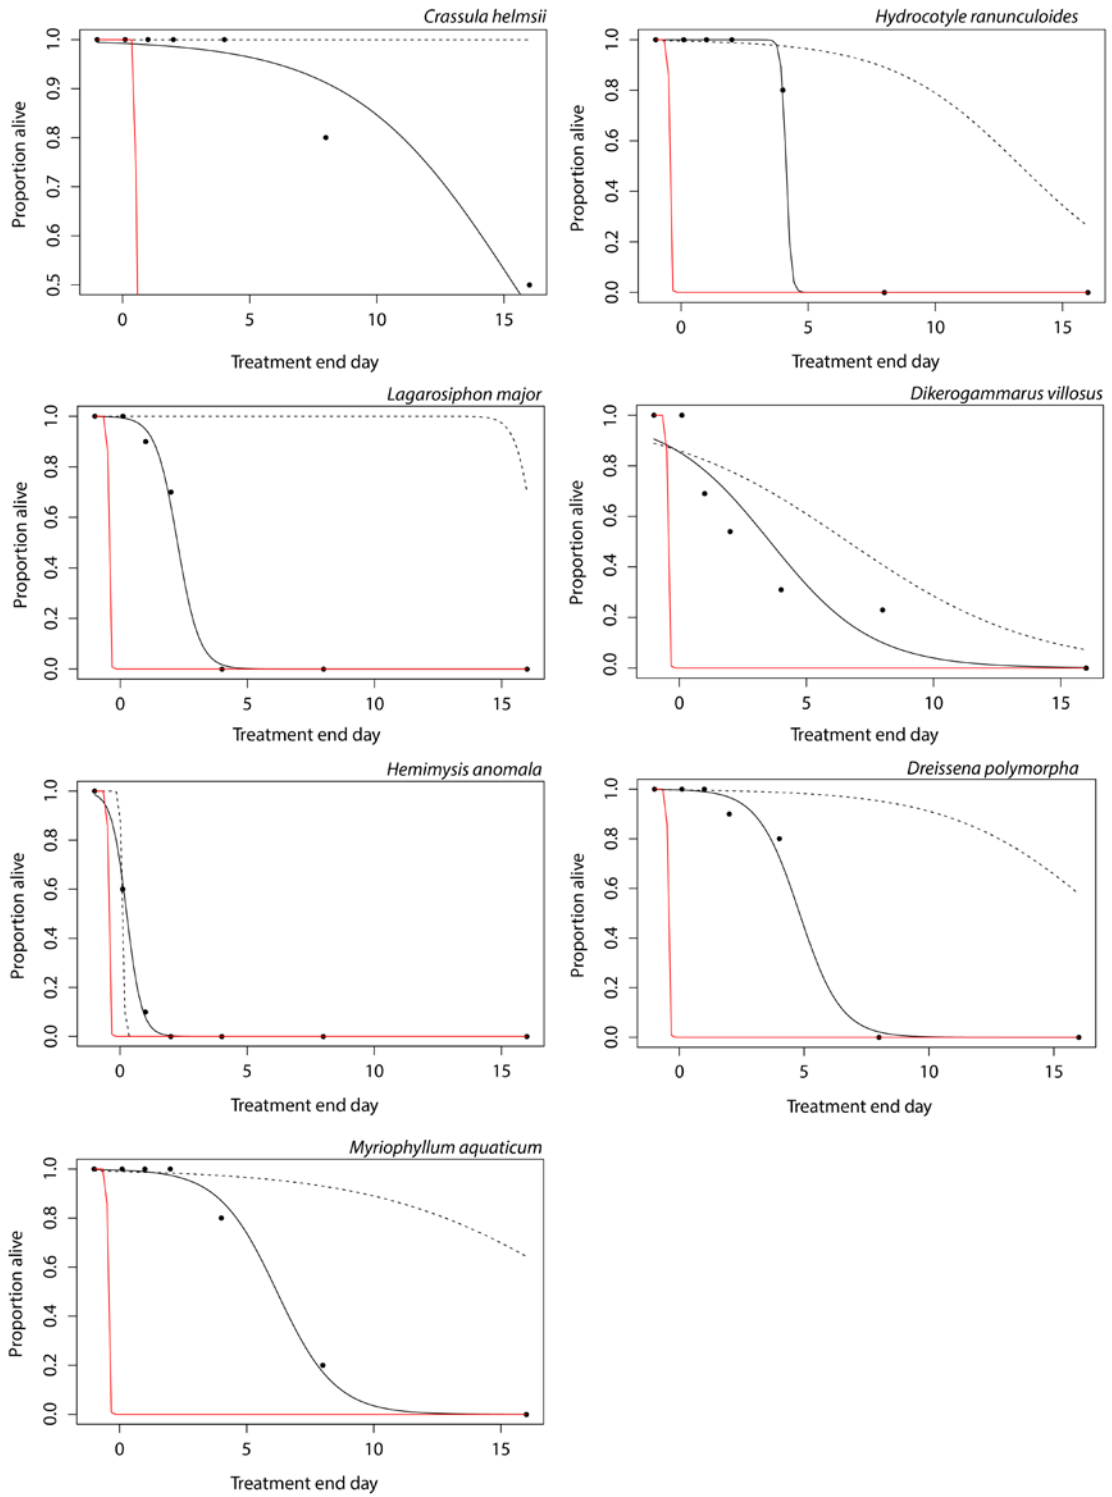 Crassula helmsii
Proportion alive
1.0
0.9
0.8
0.7
0.6
0.5
0 5 10 15
Treatment end day
Hydrocotyle ranunculoides
Proportion alive
1.0
0.8
0.6
0.4
0.2
0.0
0 5 10 15
Treatment end day
Lagarosiphon major
Proportion alive
1.0
0.8
0.6
0.4
0.2
0.0
0 5 10 15
Treatment end day
Dikerogammarus villosus
Proportion alive
1.0
0.8
0.6
0.4
0.2
0.0
0 5 10 15
Treatment end day
Hemimysis anomala
Proportion alive
1.0
0.8
0.6
0.4
0.2
0.0
0 5 10 15
Treatment end day
Dreissena polymorpha
Proportion alive
1.0
0.8
0.6
0.4
0.2
0.0
0 5 10 15
Treatment end day
Myriophyllum aquaticum
Proportion alive
1.0
0.8
0.6
0.4
0.2
0.0
0 5 10 15
Treatment end day